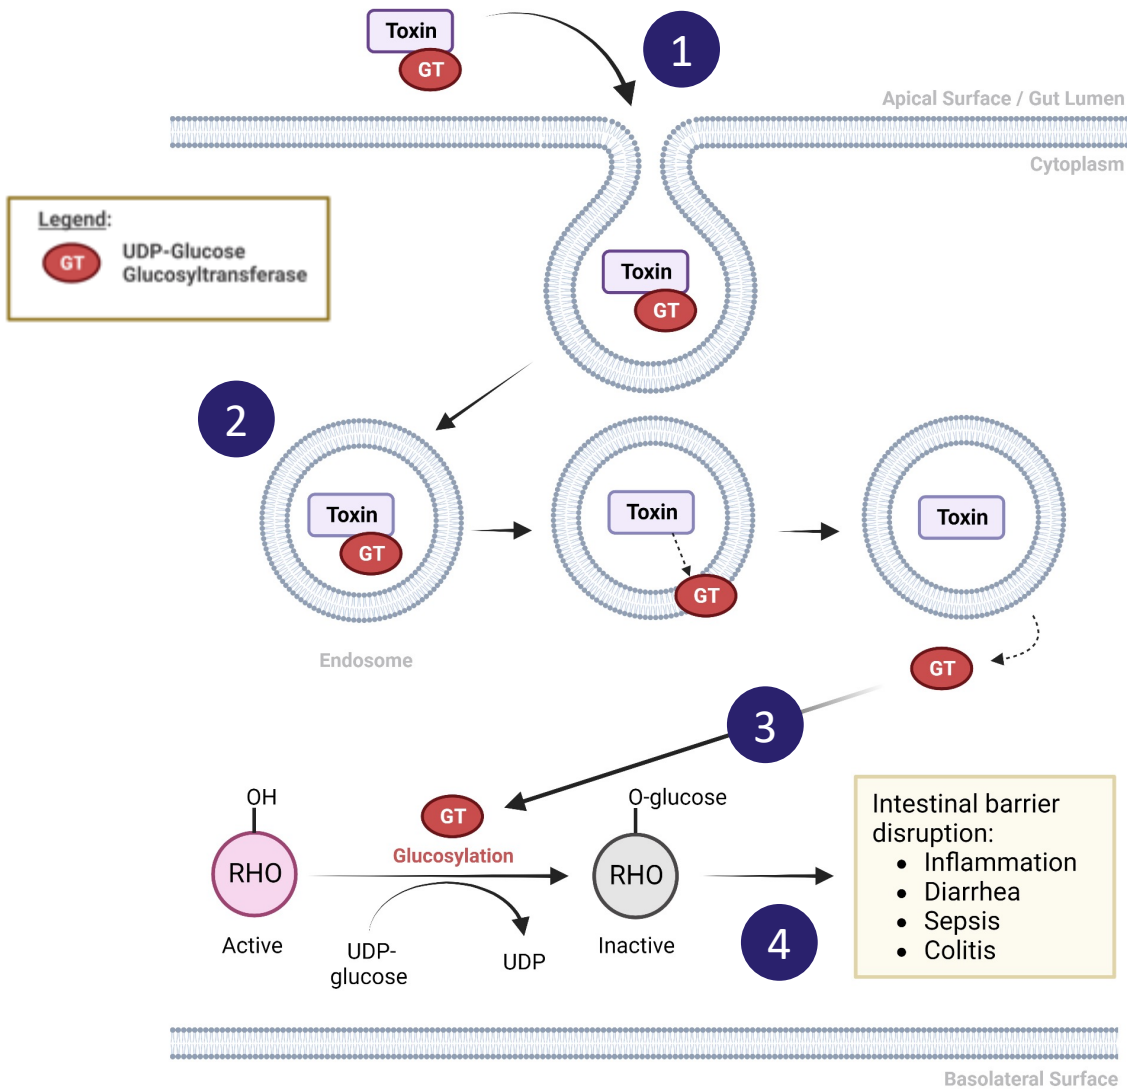 Toxin
GT
1
Apical Surface / Gut Lumen
Cytoplasm
Legend:
GT
UDP-Glucose
Glucosyltransferase
Toxin
GT
2
Toxin
GT
Toxin
GT
Toxin
Endosome
GT
3
OH
RHO
Active
GT
Glucosylation
UDP-
glucose
UDP
O-glucose
RHO
Inactive
4
Intestinal barrier
disruption:
• Inflammation
• Diarrhea
• Sepsis
• Colitis
Basolateral Surface